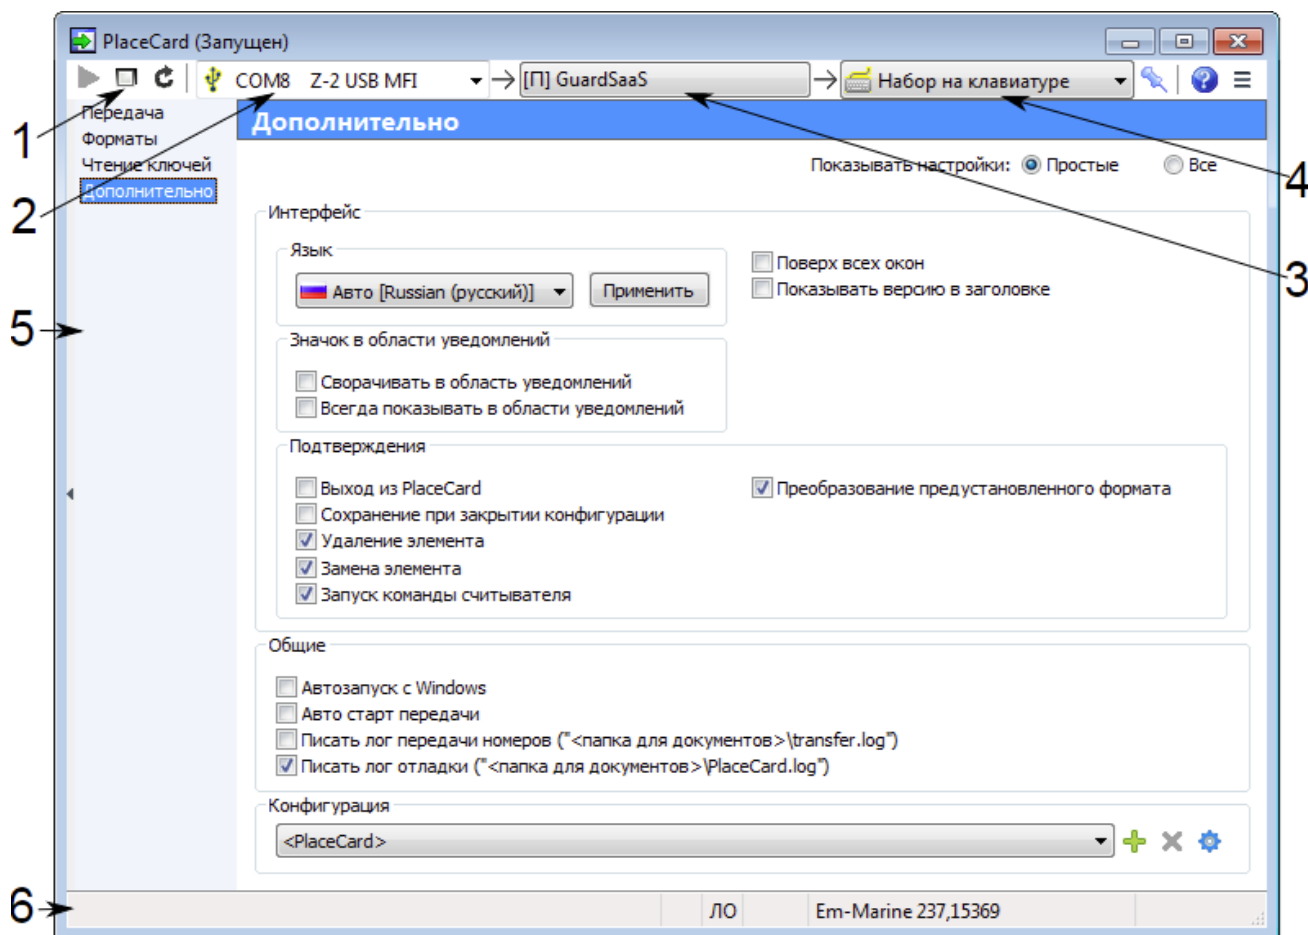 PlaceCard (Запущен)
COM8 Z-2 USB MFI
[П] GuardSaaS
Набор на клавиатуре
1
2
3
4
5
6
Передача
Форматы
Чтение ключей
Дополнительно
Дополнительно
Показывать настройки: Простые Все
Интерфейс
Язык
Авто [Russian (русский)]
Применить
Поверх всех окон
Показывать версию в заголовке
Значок в области уведомлений
Сворачивать в область уведомлений
Всегда показывать в области уведомлений
Подтверждения
Выход из PlaceCard
Преобразование предустановленного формата
Сохранение при закрытии конфигурации
Удаление элемента
Замена элемента
Запуск команды считывателя
Общие
Автозапуск с Windows
Авто старт передачи
Писать лог передачи номеров ("<папка для документов>\transfer.log")
Писать лог отладки ("<папка для документов>\PlaceCard.log")
Конфигурация
<PlaceCard>
ЛО
Em-Marine 237,15369